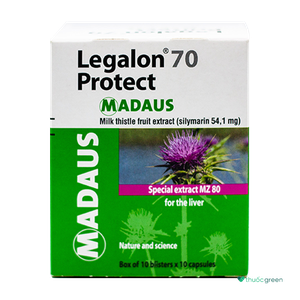 Legalon® 70
Protect
MADAUS
Milk thistle fruit extract (silymarin 54,1 mg)
Special extract MZ 80
for the liver
MADAUS
Nature and science
Box of 10 blisters x 10 capsules
thuốcgreen